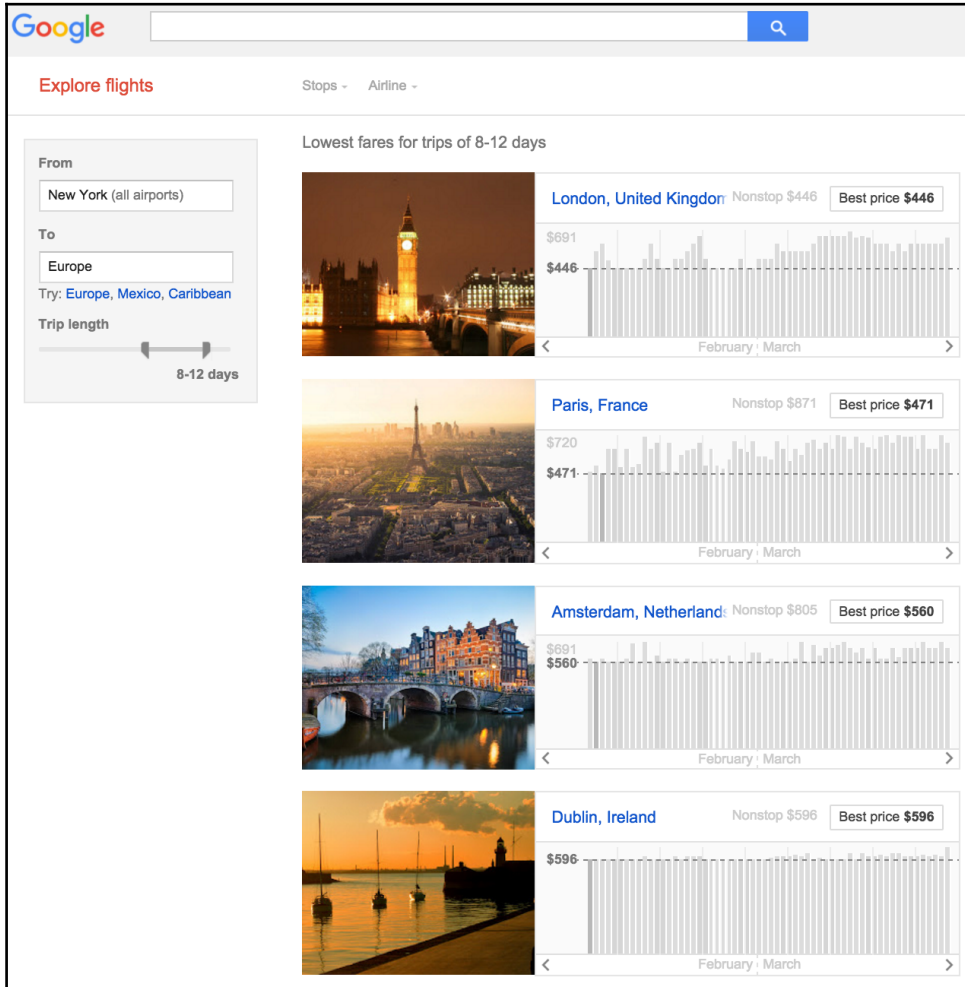 Google
Explore flights
Stops
Airline
Lowest fares for trips of 8-12 days
From
New York (all airports)
To
Europe
Try: Europe, Mexico, Caribbean
Trip length
8-12 days
London, United Kingdom Nonstop $446 Best price $446
$691
$446
February March
Paris, France Nonstop $871 Best price $471
$720
$471
February March
Amsterdam, Netherlands Nonstop $805 Best price $560
$691
$560
February March
Dublin, Ireland Nonstop $596 Best price $596
$596
February March